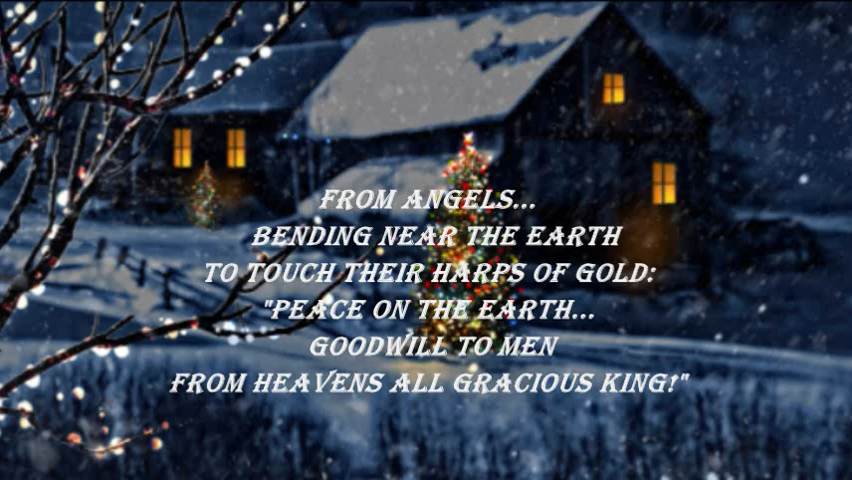 FROM ANGELS...
BENDING NEAR THE EARTH
TO TOUCH THEIR HARPS OF GOLD:
"PEACE ON THE EARTH...
GOODWILL TO MEN
FROM HEAVENS ALL GRACIOUS KING!"